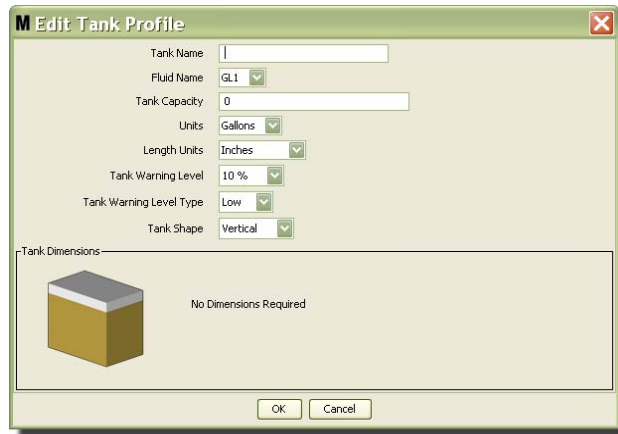 M Edit Tank Profile
Tank Name
Fluid Name GL1
Tank Capacity 0
Units Gallons
Length Units Inches
Tank Warning Level 10 %
Tank Warning Level Type Low
Tank Shape Vertical
Tank Dimensions
No Dimensions Required
OK Cancel